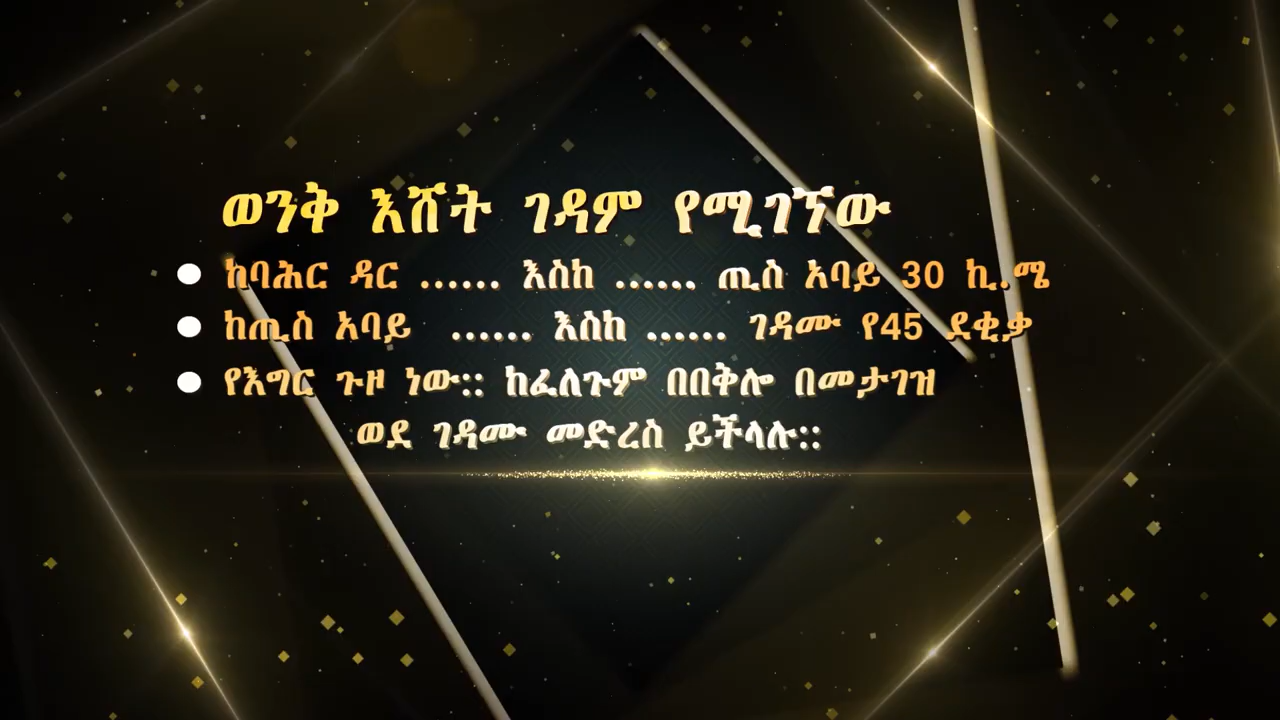 ወንቅ እሸት ገዳም የሚገኘው
ከባሕር ዳር ...... እስከ ...... ጢስ አባይ 30 ኪ.ሜ
ከጢስ አባይ ...... እስከ ...... ገዳሙ የ45 ደቂቃ
የእግር ጉዞ ነው:: ከፈለጉም በበቅሎ በመታገዝ
ወደ ገዳሙ መድረስ ይችላሉ::